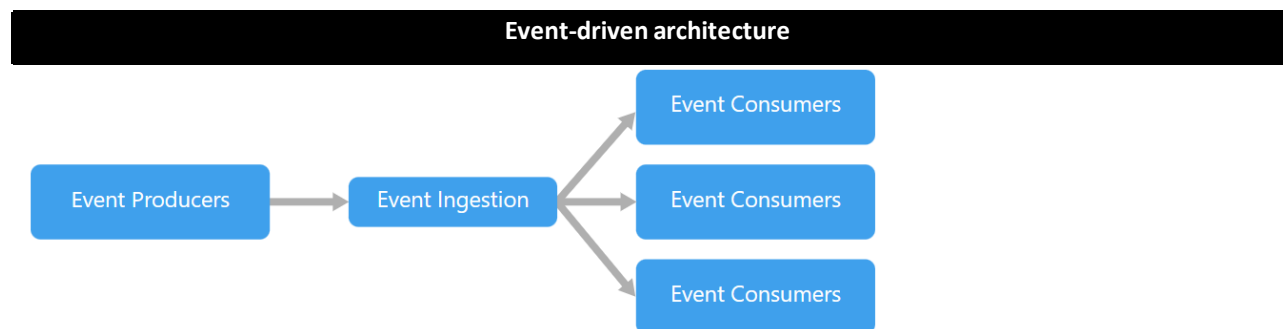 Event-driven architecture
Event Consumers
Event Producers
Event Ingestion
Event Consumers
Event Consumers